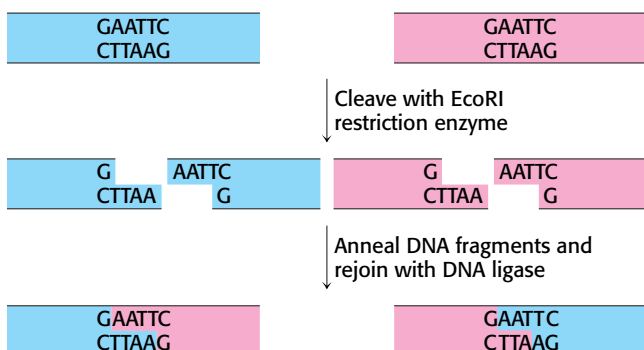 GAATTC GAATTC
CTTAAG CTTAAG
Cleave with EcoRI
restriction enzyme
G AATTC G AATTC
CTTAA G CTTAA G
Anneal DNA fragments and
rejoin with DNA ligase
GAATTC GAATTC
CTTAAG CTTAAG